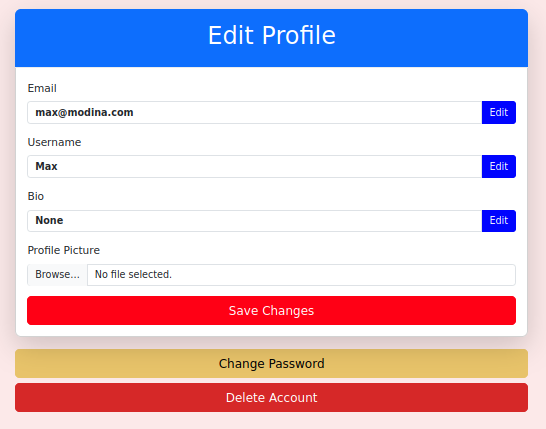 Edit Profile
Email
max@modina.com Edit
Username
Max Edit
Bio
None Edit
Profile Picture
Browse... No file selected.
Save Changes
Change Password
Delete Account